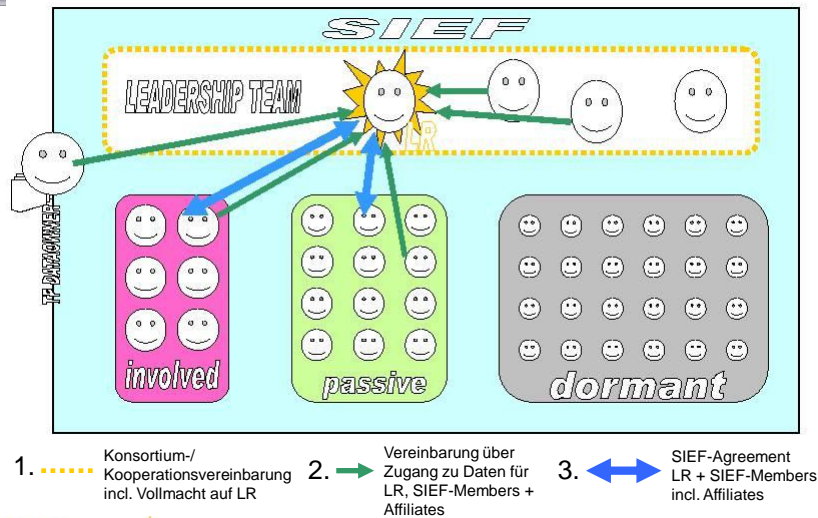 SIEF
LEADERSHIP TEAM
LR
TP DATAOWNER
involved
passive
dormant
1. Konsortium-/
Kooperationsvereinbarung
incl. Vollmacht auf LR
2. Vereinbarung über
Zugang zu Daten für
LR, SIEF-Members +
Affiliates
3. SIEF-Agreement
LR + SIEF-Members
incl. Affiliates